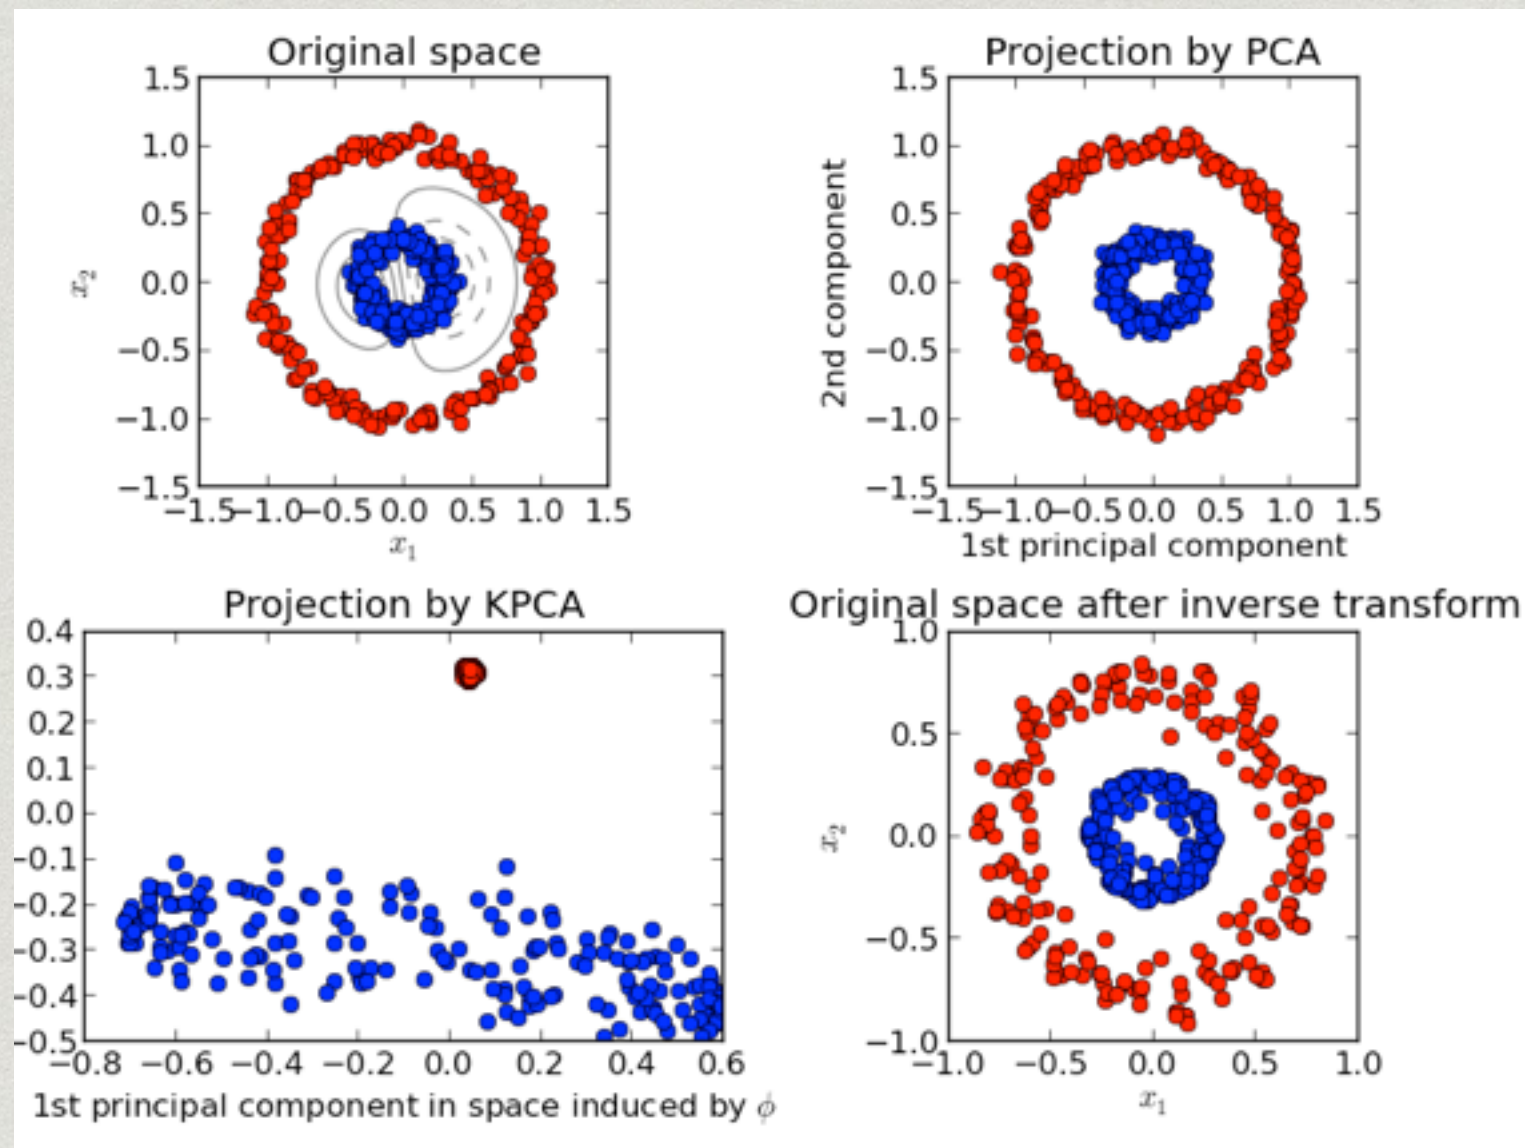 Original space
1.5
1.0
0.5
0.0
−0.5
−1.0
−1.5
x₂
−1.5 −1.0 −0.5 0.0 0.5 1.0 1.5
x₁
Projection by PCA
1.5
1.0
0.5
0.0
−0.5
−1.0
−1.5
2nd component
−1.5 −1.0 −0.5 0.0 0.5 1.0 1.5
1st principal component
Projection by KPCA
0.4
0.3
0.2
0.1
0.0
−0.1
−0.2
−0.3
−0.4
−0.5
−0.8 −0.6 −0.4 −0.2 0.0 0.2 0.4 0.6
1st principal component in space induced by ϕ
Original space after inverse transform
1.0
0.5
0.0
−0.5
−1.0
x₂
−1.0 −0.5 0.0 0.5 1.0
x₁